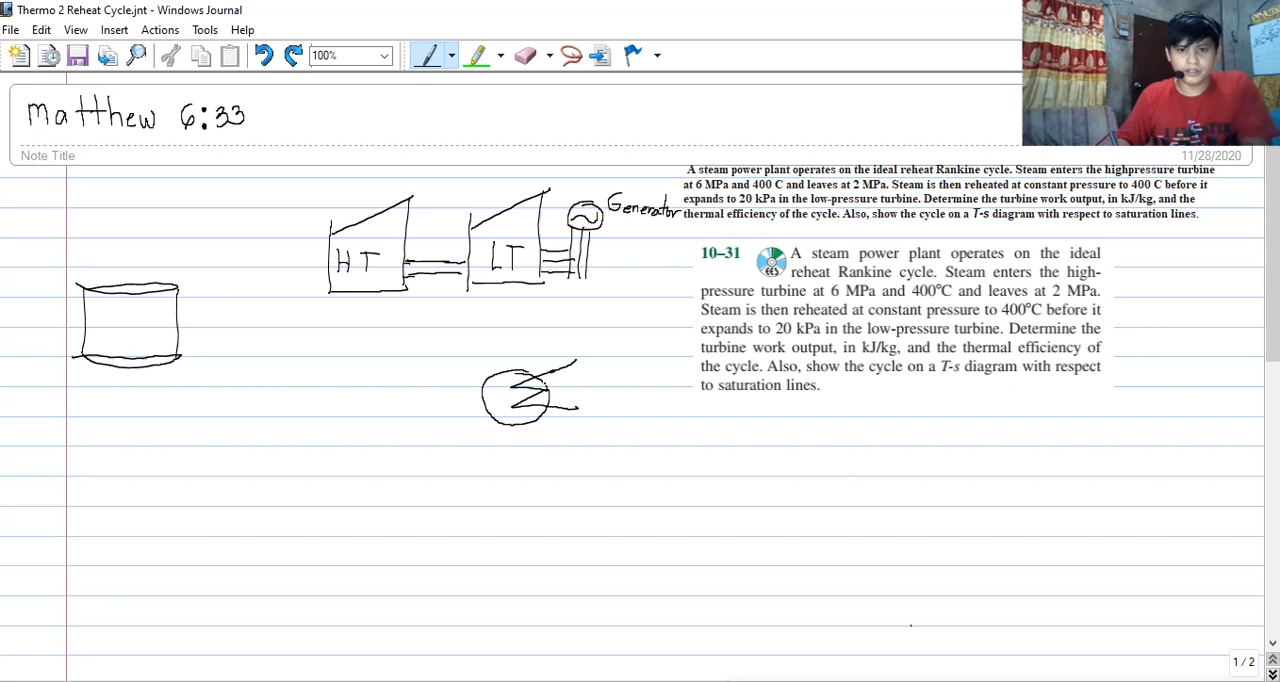 Thermo 2 Reheat Cycle.jnt - Windows Journal
File Edit View Insert Actions Tools Help
100%
Matthew 6:33
Note Title
11/28/2020
A steam power plant operates on the ideal reheat Rankine cycle. Steam enters the highpressure turbine
at 6 MPa and 400 C and leaves at 2 MPa. Steam is then reheated at constant pressure to 400 C before it
expands to 20 kPa in the low-pressure turbine. Determine the turbine work output, in kJ/kg, and the
thermal efficiency of the cycle. Also, show the cycle on a T-s diagram with respect to saturation lines.
Generator
HT
LT
10–31
EES
A steam power plant operates on the ideal
reheat Rankine cycle. Steam enters the high-
pressure turbine at 6 MPa and 400°C and leaves at 2 MPa.
Steam is then reheated at constant pressure to 400°C before it
expands to 20 kPa in the low-pressure turbine. Determine the
turbine work output, in kJ/kg, and the thermal efficiency of
the cycle. Also, show the cycle on a T-s diagram with respect
to saturation lines.
1 / 2